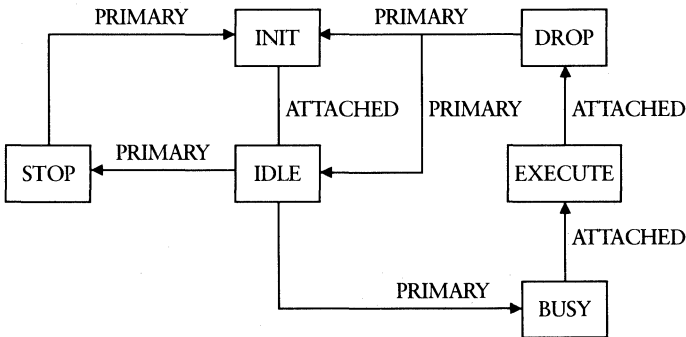 PRIMARY
PRIMARY
INIT
DROP
ATTACHED
PRIMARY
ATTACHED
PRIMARY
STOP
IDLE
EXECUTE
ATTACHED
PRIMARY
BUSY